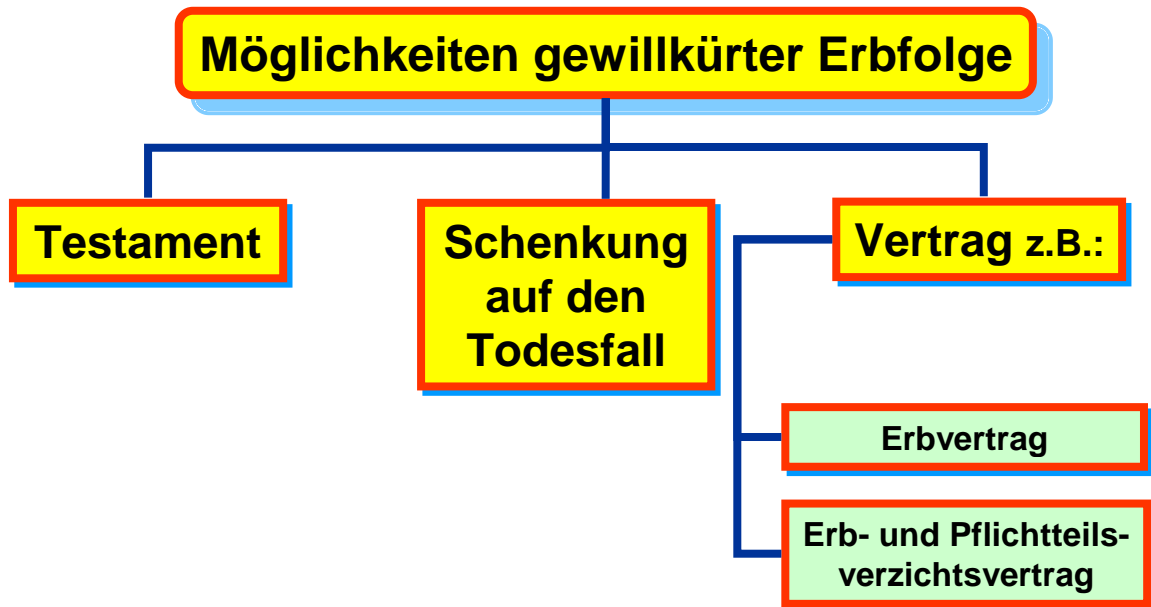 Möglichkeiten gewillkürter Erbfolge
Testament
Schenkung
auf den
Todesfall
Vertrag z.B.:
Erbvertrag
Erb- und Pflichtteils-
verzichtsvertrag